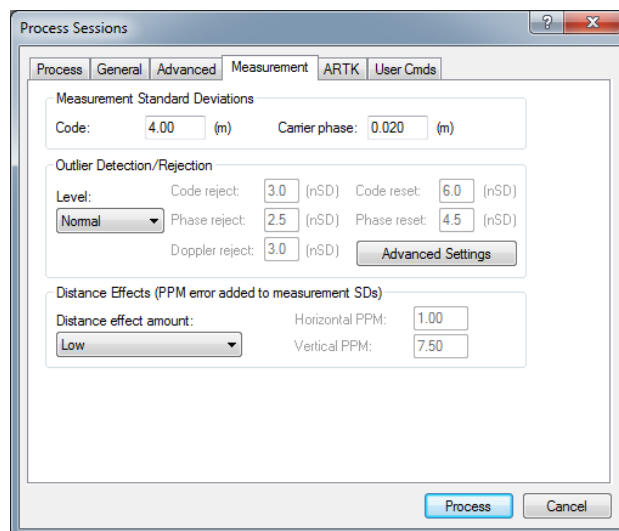 Process Sessions
?
Process General Advanced Measurement ARTK User Cmds
Measurement Standard Deviations
Code: 4.00 (m) Carrier phase: 0.020 (m)
Outlier Detection/Rejection
Level: Code reject: 3.0 (nSD) Code reset: 6.0 (nSD)
Normal Phase reject: 2.5 (nSD) Phase reset: 4.5 (nSD)
Doppler reject: 3.0 (nSD) Advanced Settings
Distance Effects (PPM error added to measurement SDs)
Distance effect amount: Horizontal PPM: 1.00
Low Vertical PPM: 7.50
Process Cancel